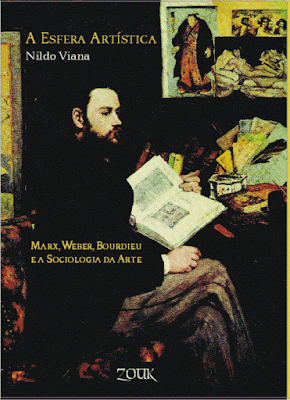 A Esfera Artística
Nildo Viana
Marx, Weber, Bourdieu
e a Sociologia da Arte
ZOUK